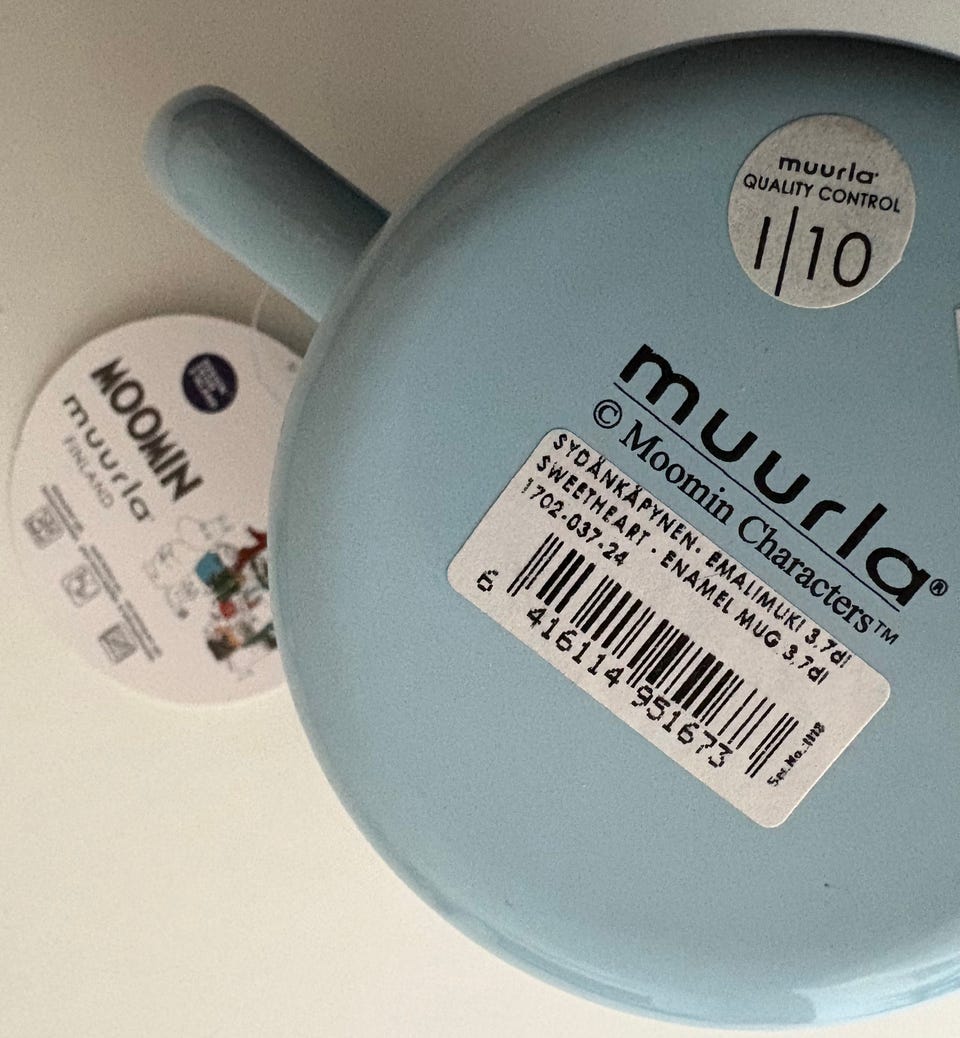 muurla®
QUALITY CONTROL
1|10
muurla®
© Moomin Characters™
SYDÄNKÄPYNEN· EMALIMUKI 3,7dl
SWEETHEART · ENAMEL MUG 3,7dl
1702-037-24
6 416114 951673
MOOMIN
muurla
FINLAND